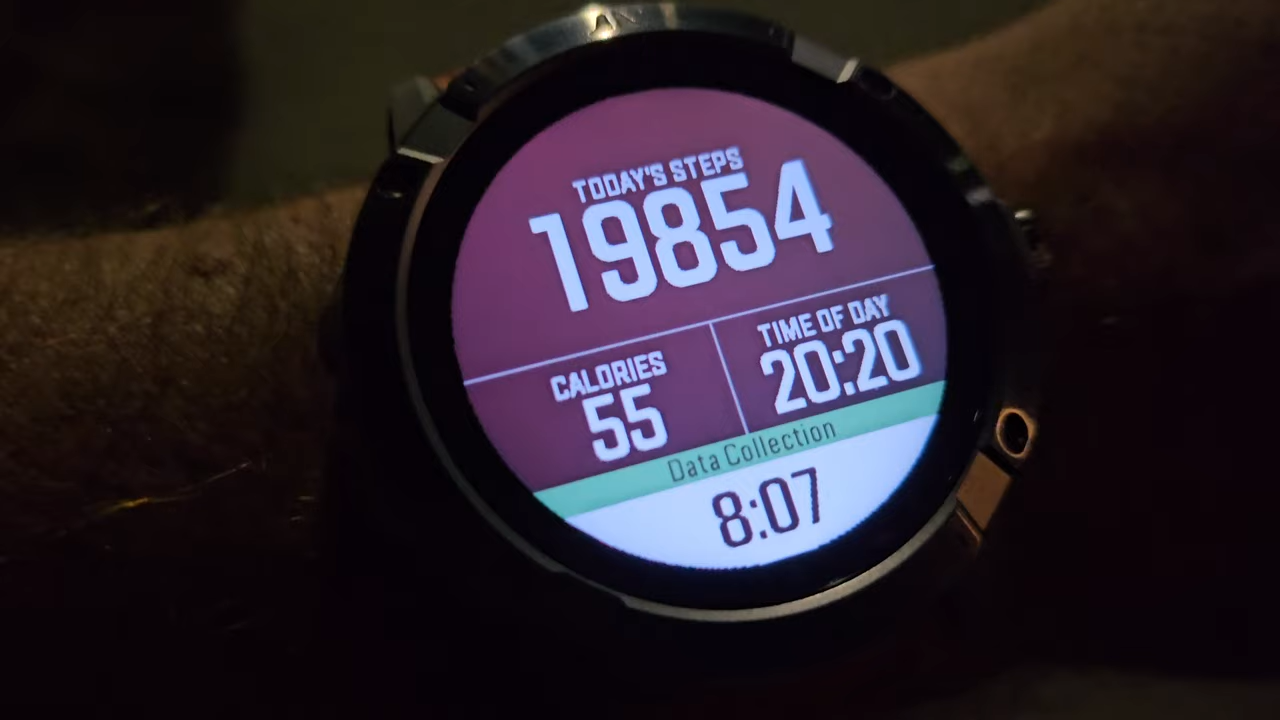 TODAY'S STEPS
19854
CALORIES
55
TIME OF DAY
20:20
Data Collection
8:07